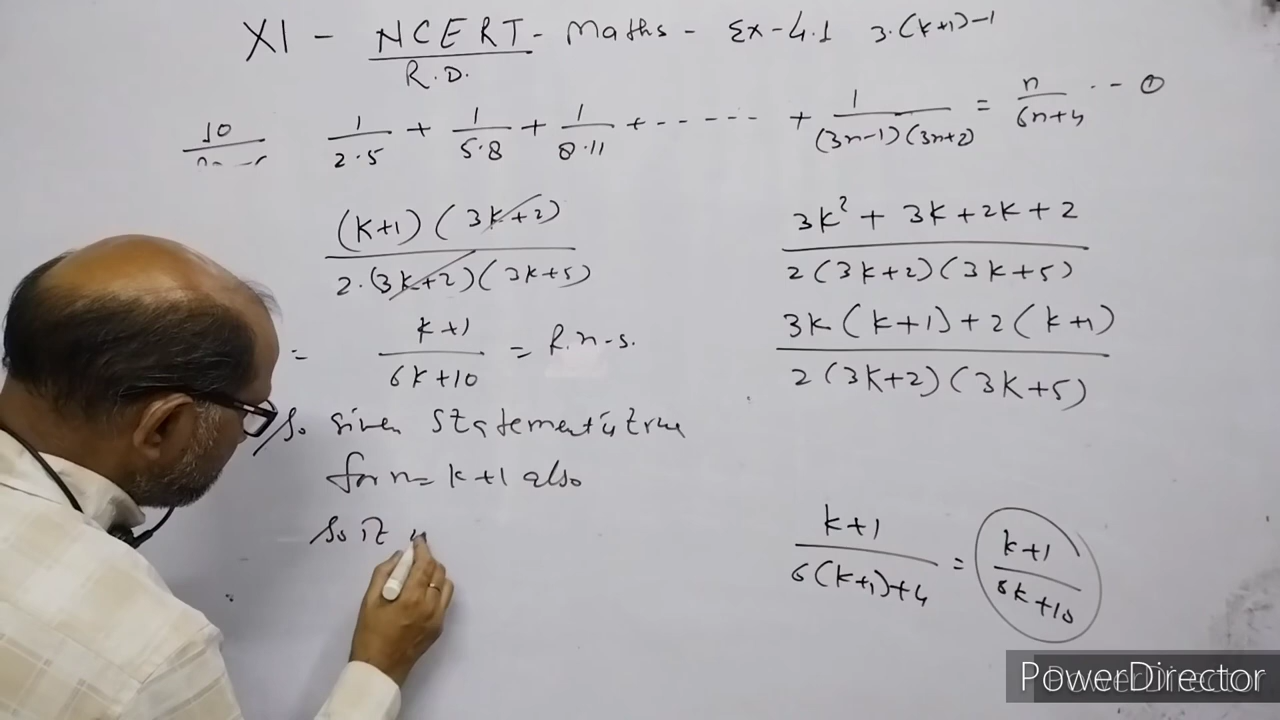 XI - NCERT - Maths - Ex-4.1 3.(k+1)-1
R.D.
10 1/2.5 + 1/5.8 + 1/8.11 + ------ + 1/(3n-1)(3n+2) = n/6n+4 --- ①
(k+1)(3k+2)/2.(3k+2)(3k+5)
= k+1/6k+10 = R.H.S.
So given statement is true
for n= k+1 also
So it
3k² + 3k+2k+2/2(3k+2)(3k+5)
3k(k+1)+2(k+1)/2(3k+2)(3k+5)
k+1/6(k+1)+4 = k+1/6k+10
PowerDirector